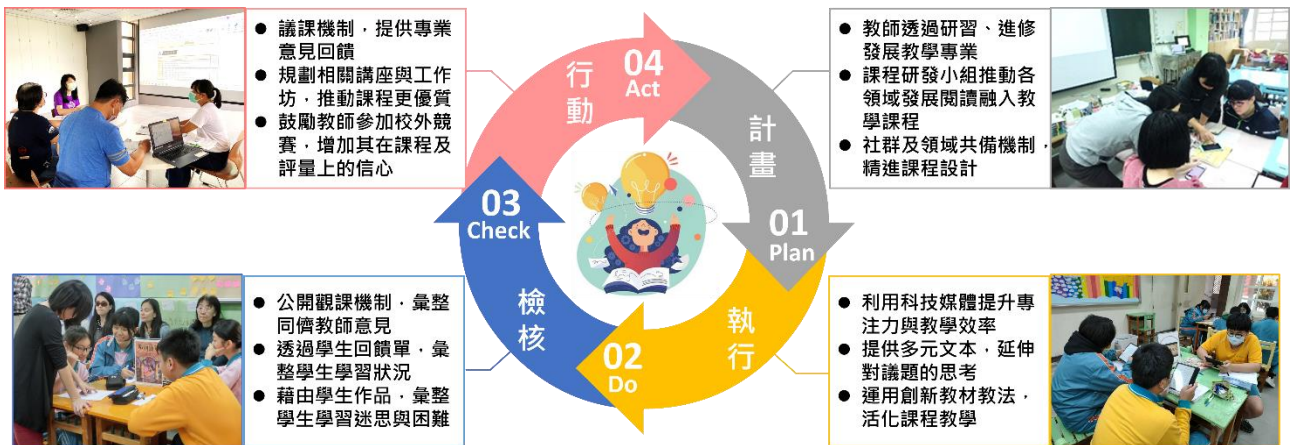 ● 議課機制，提供專業
意見回饋
● 規劃相關講座與工作
坊，推動課程更優質
● 鼓勵教師參加校外競
賽，增加其在課程及
評量上的信心
行動
04
Act
● 教師透過研習、進修
發展教學專業
● 課程研發小組推動各
領域發展閱讀融入教
學課程
● 社群及領域共備機制，
精進課程設計
計畫
01
Plan
03
Check
檢核
● 公開觀課機制，彙整
同儕教師意見
● 透過學生回饋單，彙
整學生學習狀況
● 藉由學生作品，彙整
學生學習迷思與困難
02
Do
執行
● 利用科技媒體提升專
注力與教學效率
● 提供多元文本，延伸
對議題的思考
● 運用創新教材教法，
活化課程教學